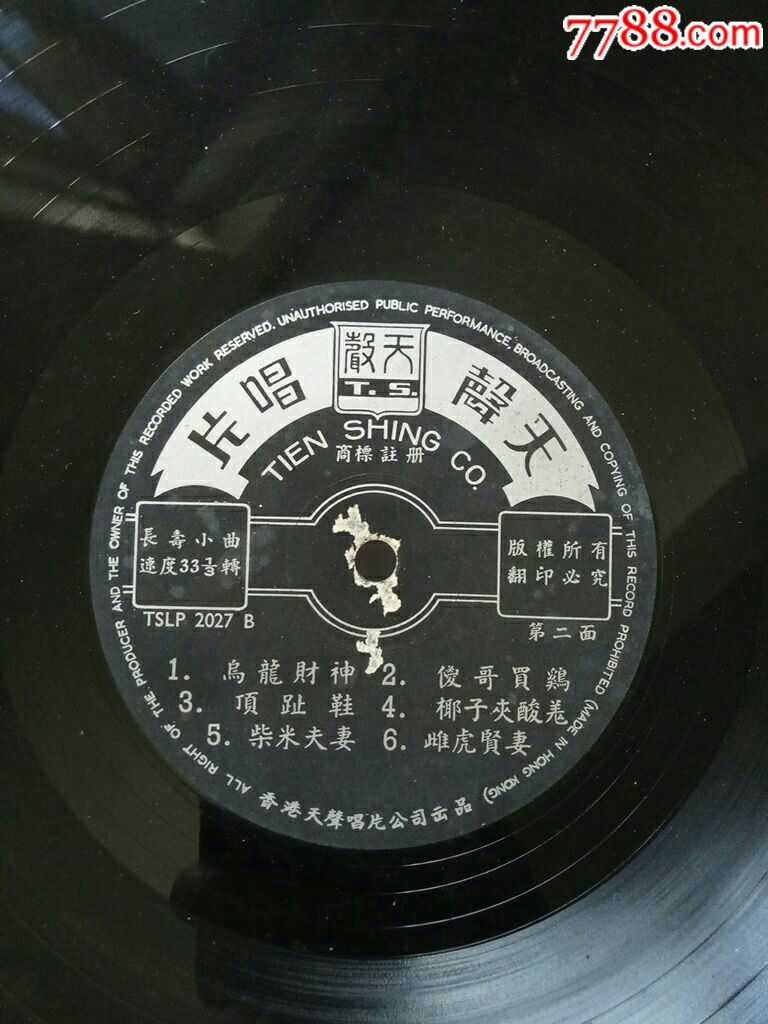 7788.com
ALL RIGHT OF THE PRODUCER AND THE OWNER OF THIS RECORDED WORK RESERVED. UNAUTHORISED PUBLIC PERFORMANCE, BROADCASTING AND COPYING OF THIS RECORD PROHIBITED (MADE IN HONG KONG)
聲天
T.S.
片唱 聲天
TIEN SHING CO.
商標註册
長壽小曲
速度33⅓轉
版權所有
翻印必究
TSLP 2027 B
第二面
1. 烏龍財神 2. 傻哥買鷄
3. 頂趾鞋 4. 椰子夾酸羌
5. 柴米夫妻 6. 雌虎賢妻
香港天聲唱片公司出品